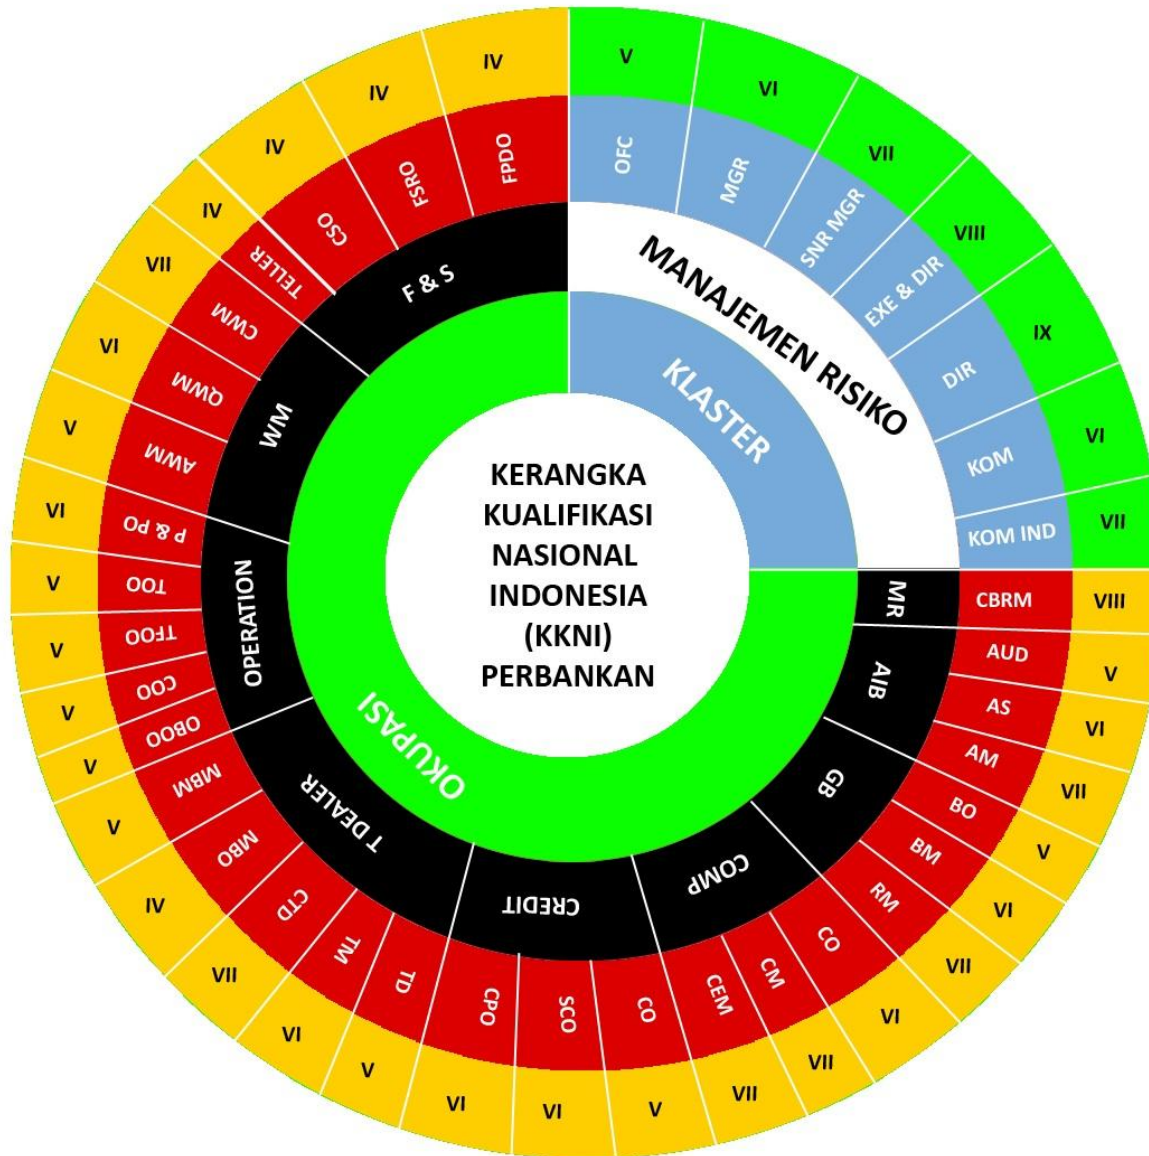 KERANGKA
KUALIFIKASI
NASIONAL
INDONESIA
(KKNI)
PERBANKAN
KLASTER
MANAJEMEN RISIKO
OFC
V
MGR
VI
SNR MGR
VII
EXE & DIR
VIII
DIR
IX
KOM
VI
KOM IND
VII
OKUPASI
MR
CBRM
VIII
AIB
AUD
V
AS
VI
AM
VII
GB
BO
V
BM
VI
RM
VII
COMP
CO
VI
CM
VII
CEM
VII
CREDIT
CO
V
SCO
VI
CPO
VI
T DEALER
TD
V
TM
VI
CTD
VII
MBO
IV
MBM
V
OPERATION
OBOO
V
COO
V
TFOO
V
TOO
V
P & PO
VI
WM
AWM
V
QWM
VI
CWM
VII
F & S
TELLER
IV
CSO
IV
FSRO
IV
FPDO
IV